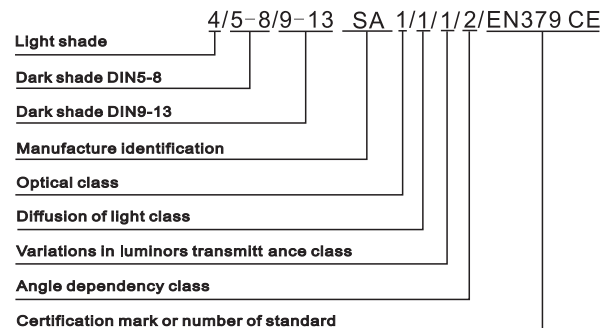 4/5-8/9-13 SA 1/1/1/2/EN379 CE
Light shade
Dark shade DIN5-8
Dark shade DIN9-13
Manufacture identification
Optical class
Diffusion of light class
Variations in luminors transmitt ance class
Angle dependency class
Certification mark or number of standard